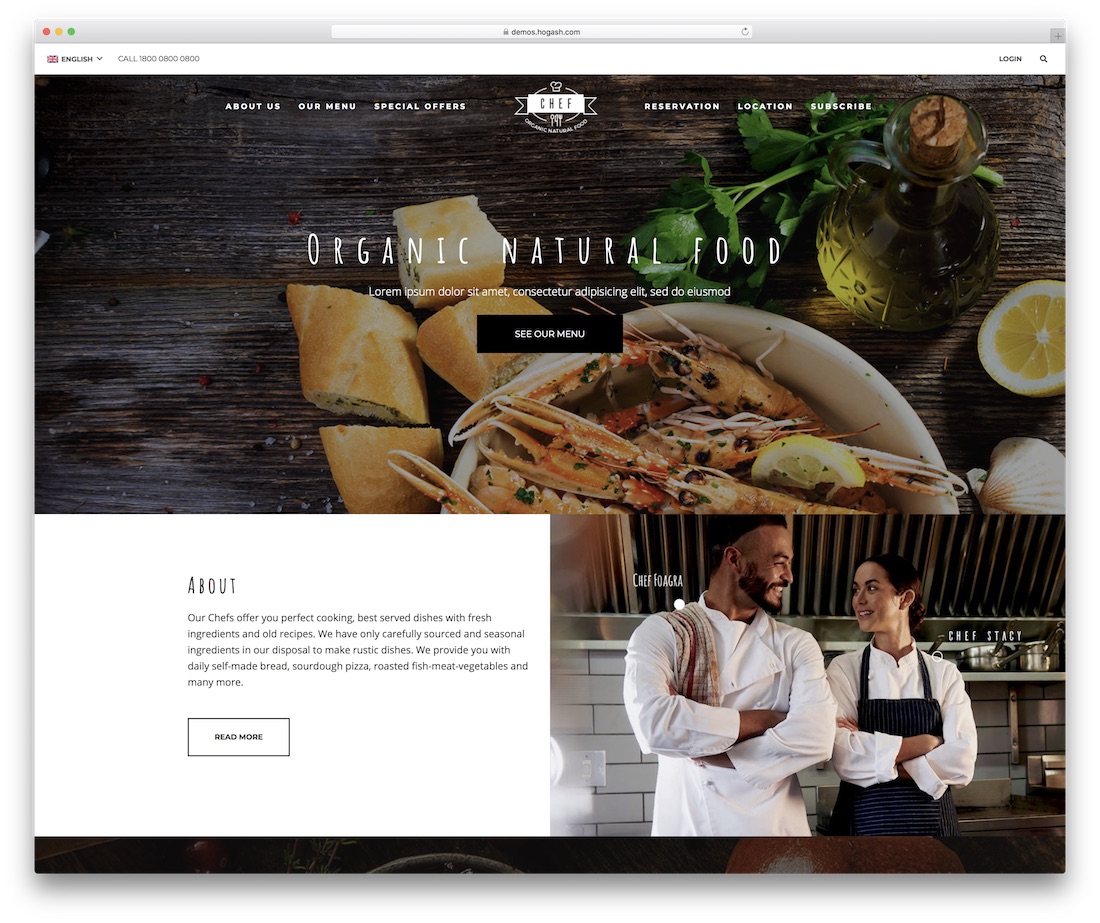 demos.hogash.com
ENGLISH CALL 1800 0800 0800 LOGIN
ABOUT US OUR MENU SPECIAL OFFERS CHEF ORGANIC NATURAL FOOD RESERVATION LOCATION SUBSCRIBE
ORGANIC NATURAL FOOD
Lorem ipsum dolor sit amet, consectetur adipisicing elit, sed do eiusmod
SEE OUR MENU
ABOUT
Our Chefs offer you perfect cooking, best served dishes with fresh
ingredients and old recipes. We have only carefully sourced and seasonal
ingredients in our disposal to make rustic dishes. We provide you with
daily self-made bread, sourdough pizza, roasted fish-meat-vegetables and
many more.
READ MORE
CHEF FOAGRA
CHEF STACY